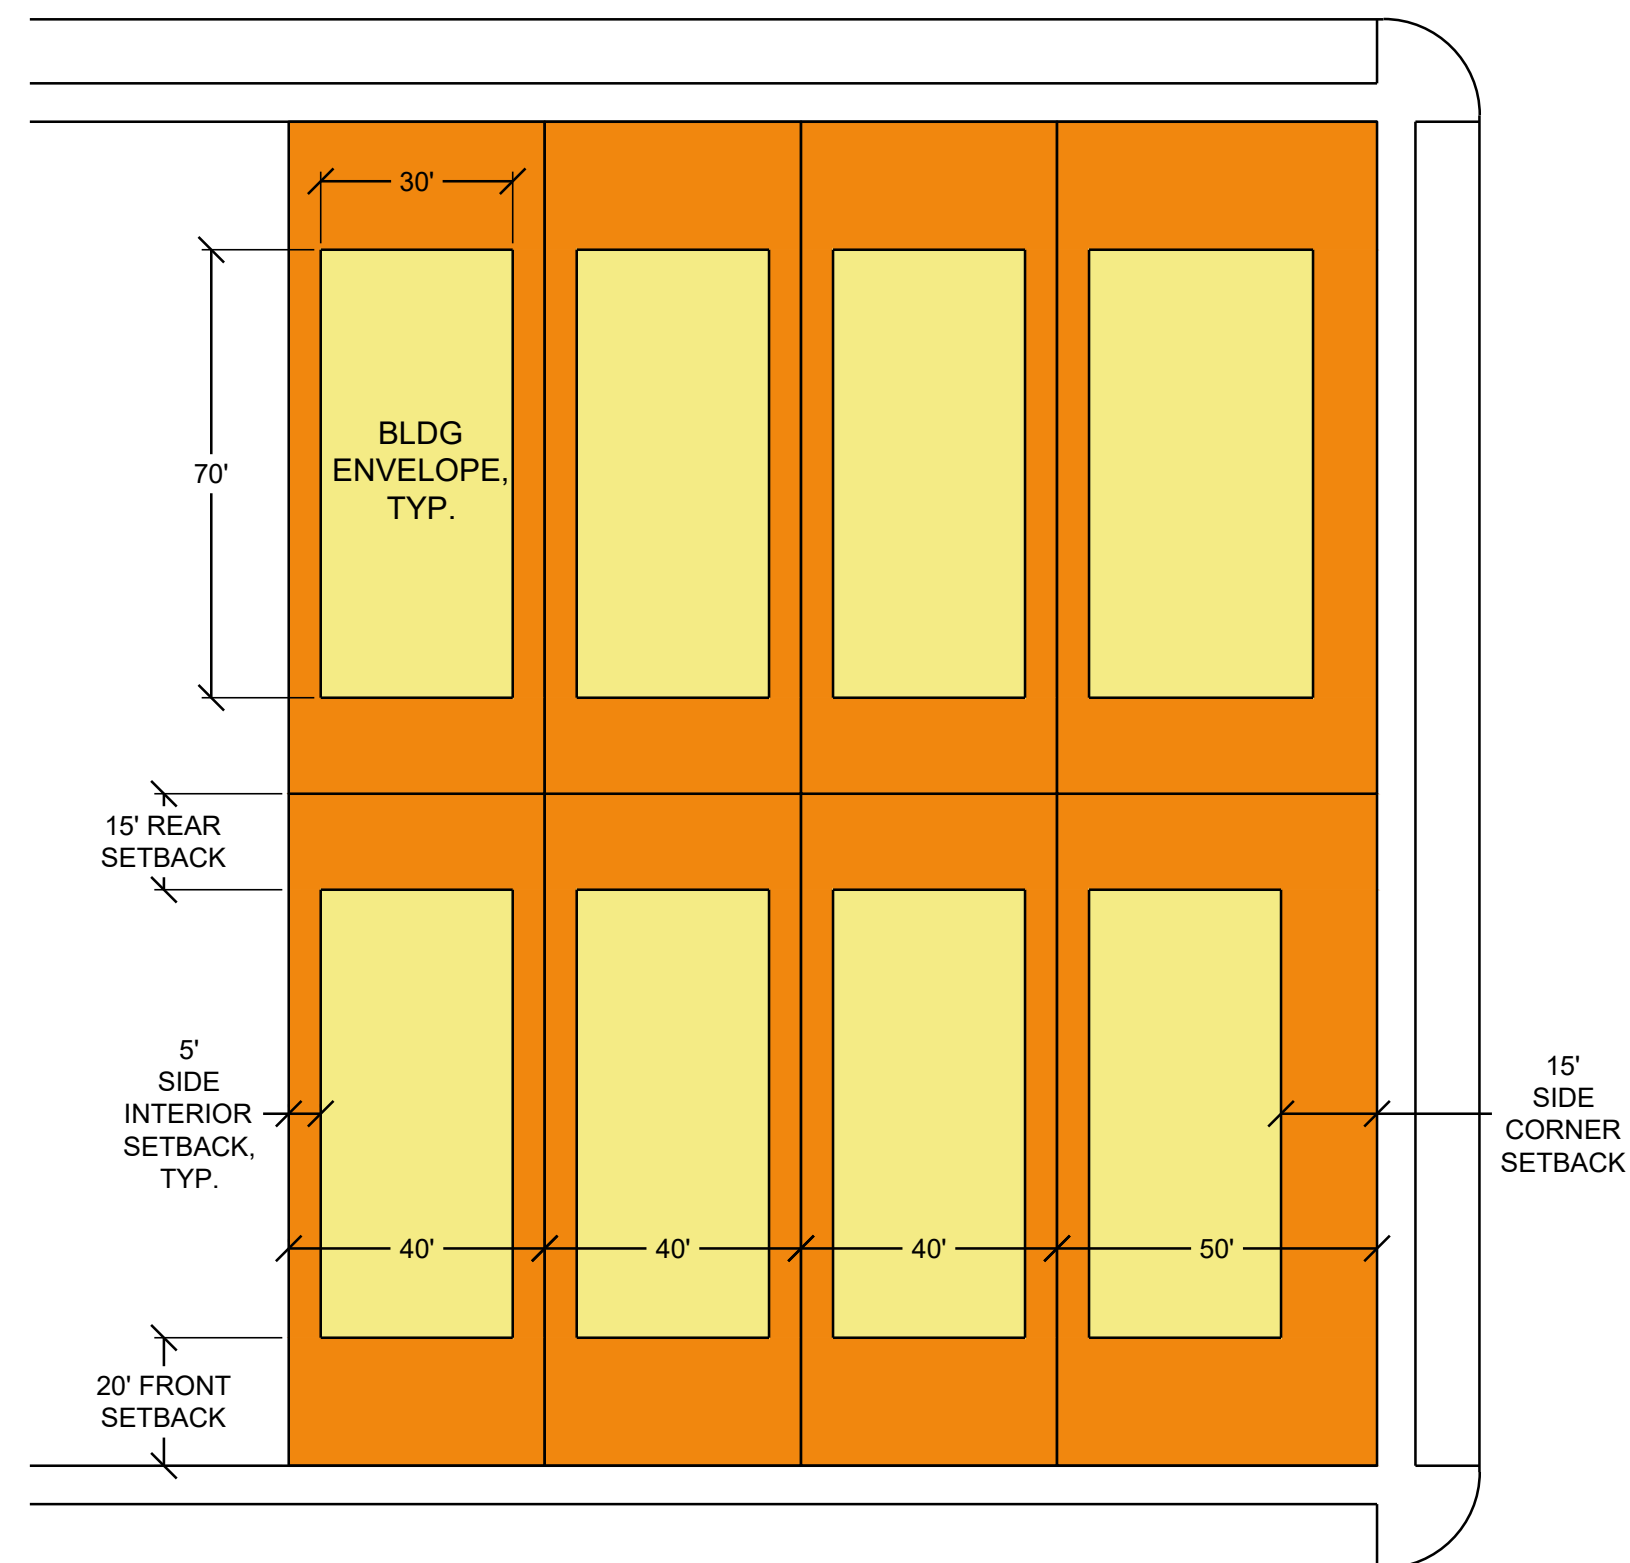 30'
BLDG
ENVELOPE,
TYP.
70'
15' REAR
SETBACK
5'
SIDE
INTERIOR
SETBACK,
TYP.
15'
SIDE
CORNER
SETBACK
40'
40'
40'
50'
20' FRONT
SETBACK